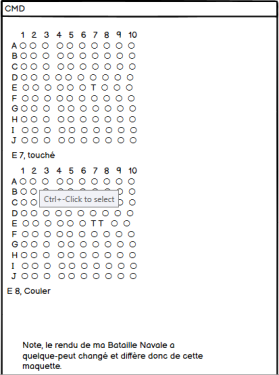 CMD
1 2 3 4 5 6 7 8 9 10
A O O O O O O O O O O
B O O O O O O O O O O
C O O O O O O O O O O
D O O O O O O O O O O
E O O O O O O T O O O
F O O O O O O O O O O
G O O O O O O O O O O
H O O O O O O O O O O
I O O O O O O O O O O
J O O O O O O O O O O
E 7, touché
1 2 3 4 5 6 7 8 9 10
A O O O O O O O O O O
B O O O
Ctrl+-Click to select
C O O O
D O O O O O O O O O O
E O O O O O O T T O O
F O O O O O O O O O O
G O O O O O O O O O O
H O O O O O O O O O O
I O O O O O O O O O O
J O O O O O O O O O O
E 8, Couler
Note, le rendu de ma Bataille Navale a
quelque-peut changé et diffère donc de cette
maquette.